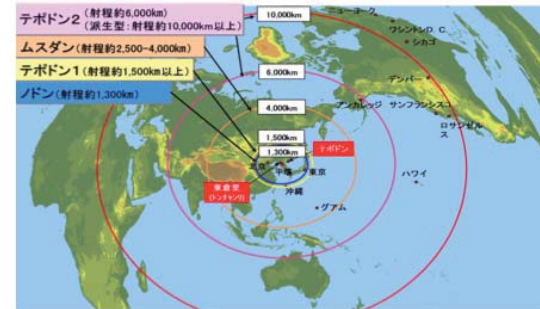 テポドン2（射程約6,000km）
（派生型：射程約10,000km以上）
ムスダン（射程約2,500-4,000km）
テポドン1（射程約1,500km以上）
ノドン（射程約1,300km）
10,000km
6,000km
4,000km
1,500km
1,300km
ニューヨーク
ワシントンD.C.
シカゴ
デンバー
アンカレッジ
サンフランシスコ
ロサンゼル
ス
ハワイ
テポドン
平壌
東京
東倉里
（トンチャンリ）
沖縄
グアム